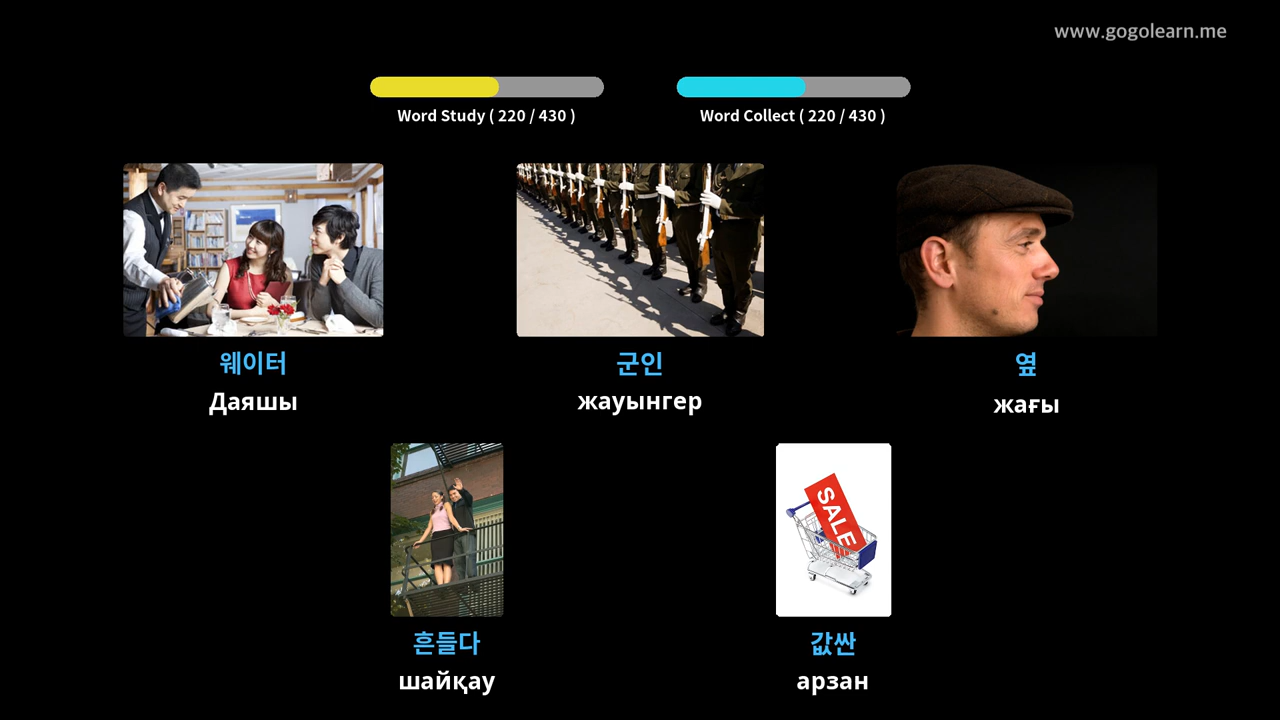 www.gogolearn.me
Word Study ( 220 / 430 )
Word Collect ( 220 / 430 )
웨이터
Даяшы
군인
жауынгер
옆
жағы
흔들다
шайқау
SALE
값싼
арзан